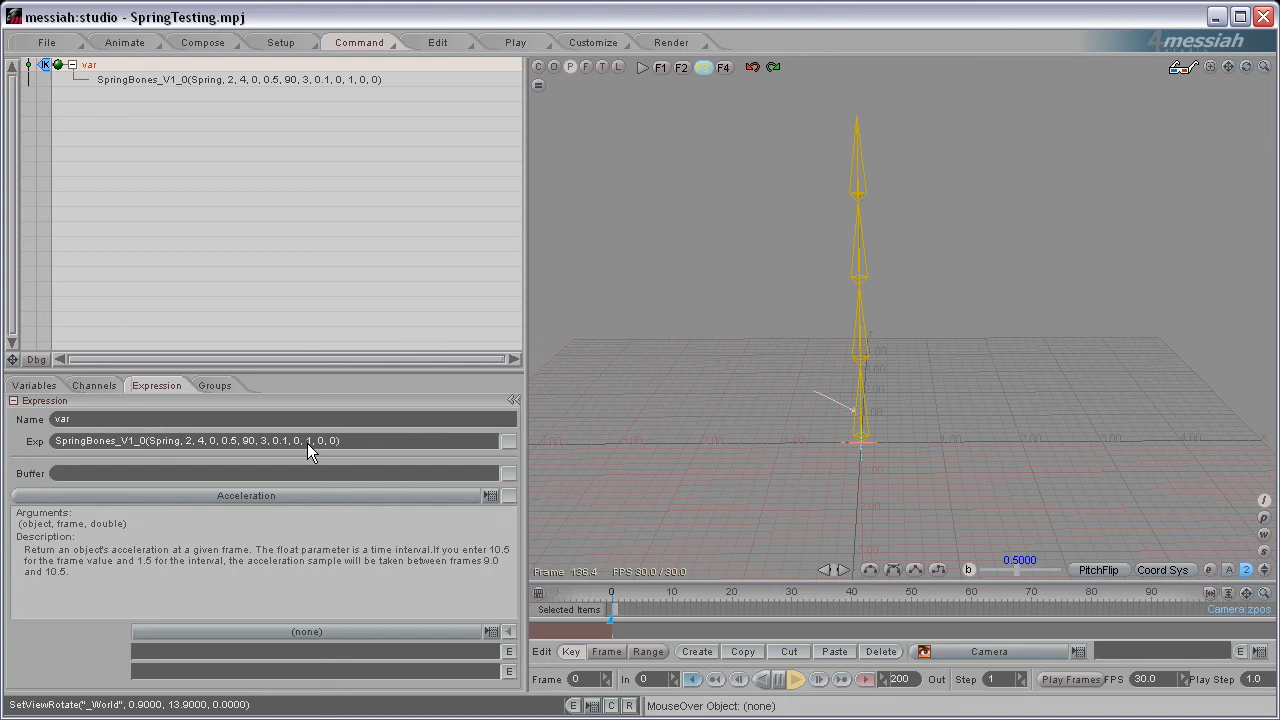 messiah:studio - SpringTesting.mpj
File Animate Compose Setup Command Edit Customize Render
4messiah
var
SpringBones_V1_0(Spring, 2, 4, 0, 0.5, 90, 3, 0.1, 0, 1, 0, 0)
C O P F T L F1 F2 F4
Dbg
Variables Channels Expression Groups
Expression
Name var
Exp SpringBones_V1_0(Spring, 2, 4, 0, 0.5, 90, 3, 0.1, 0, 1, 0, 0)
Buffer
Acceleration
Arguments:
(object, frame, double)
Description:
Return an object's acceleration at a given frame. The float parameter is a time interval.If you enter 10.5
for the frame value and 1.5 for the interval, the acceleration returned will be taken between frames 9.0
and 10.5.
(none)
E
E
SetViewRotate("_World", 0.9000, 13.9000, 0.0000)
E C R
MouseOver Object: (none)
0.5000
Frame 196.4 FPS 30.0 / 30.0
b PitchFlip Coord Sys e A 2
0 10 20 30 40 50 60 70 80 90
Selected Items
Camera:zpos
Edit Key Frame Range Create Copy Cut Paste Delete Camera E
Frame 0 In 0 200 Out Step 1 Play Frames FPS 30.0 Play Step 1.0